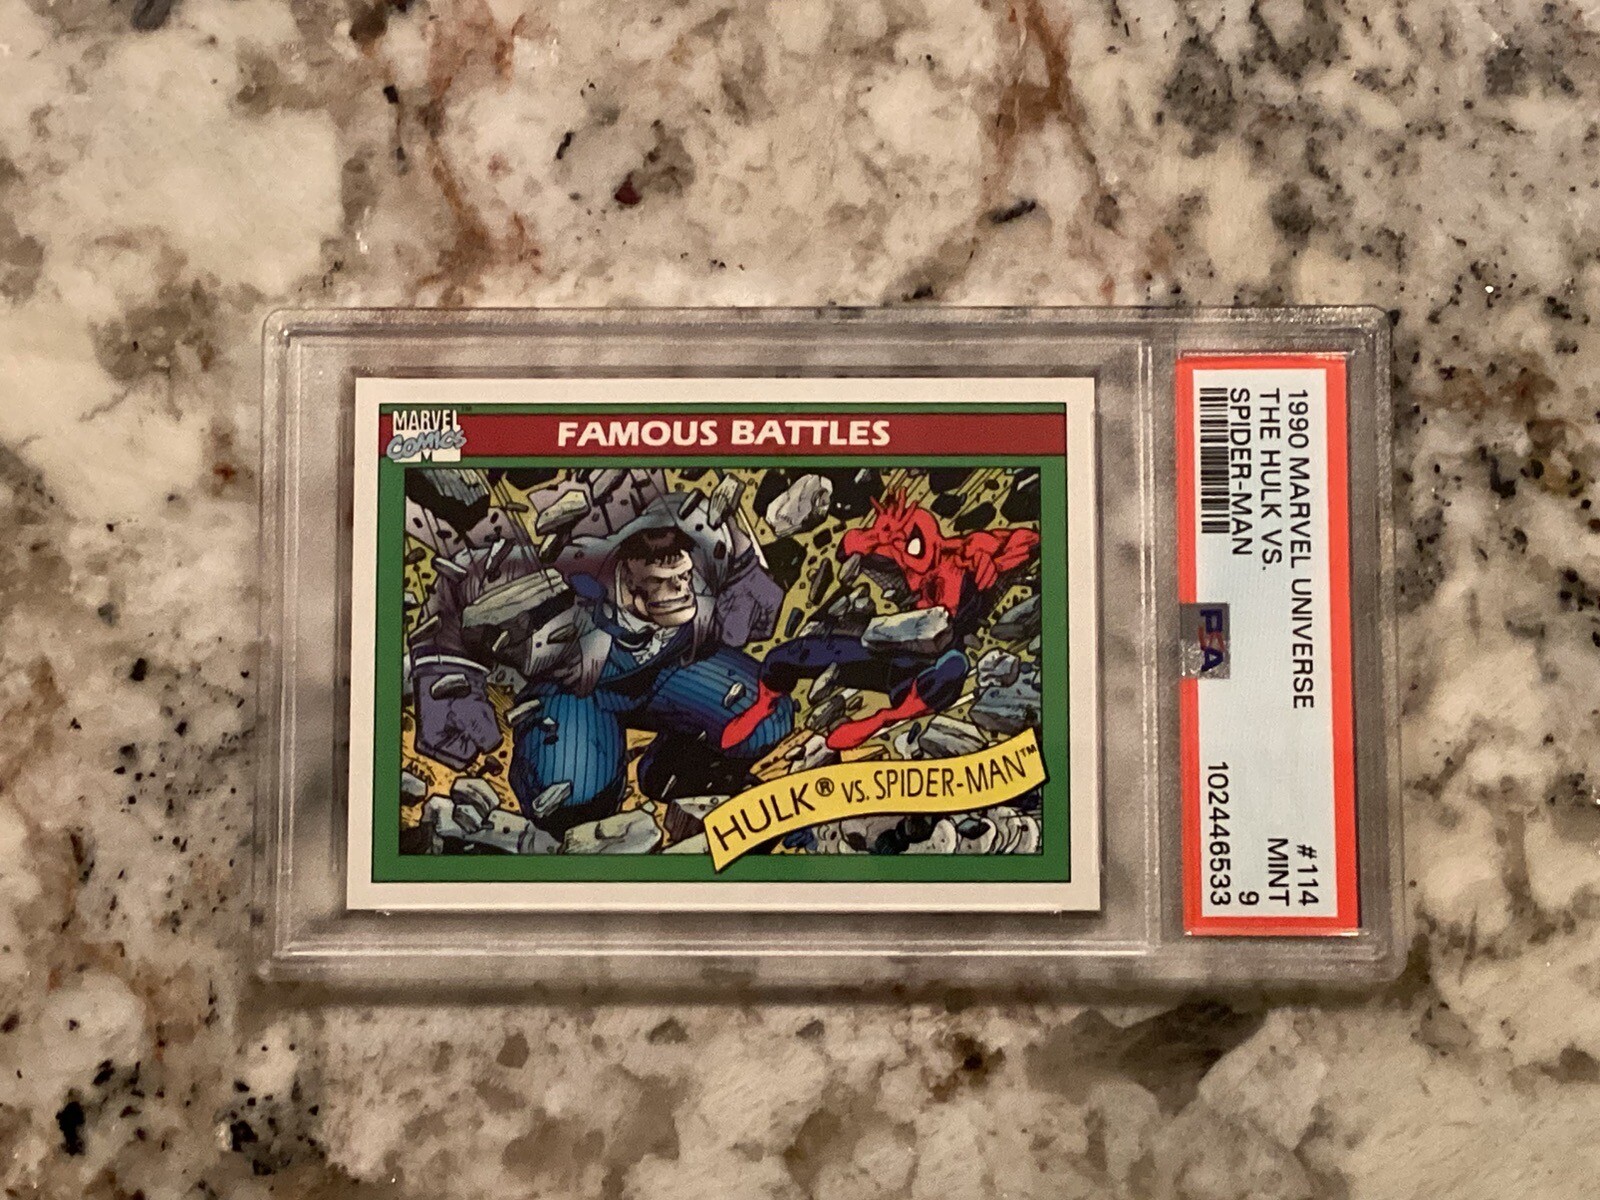 MARVEL™
COMICS
FAMOUS BATTLES
HULK® VS. SPIDER-MAN™
1990 MARVEL UNIVERSE #114
THE HULK VS. MINT
SPIDER-MAN 9
102446533
PSA